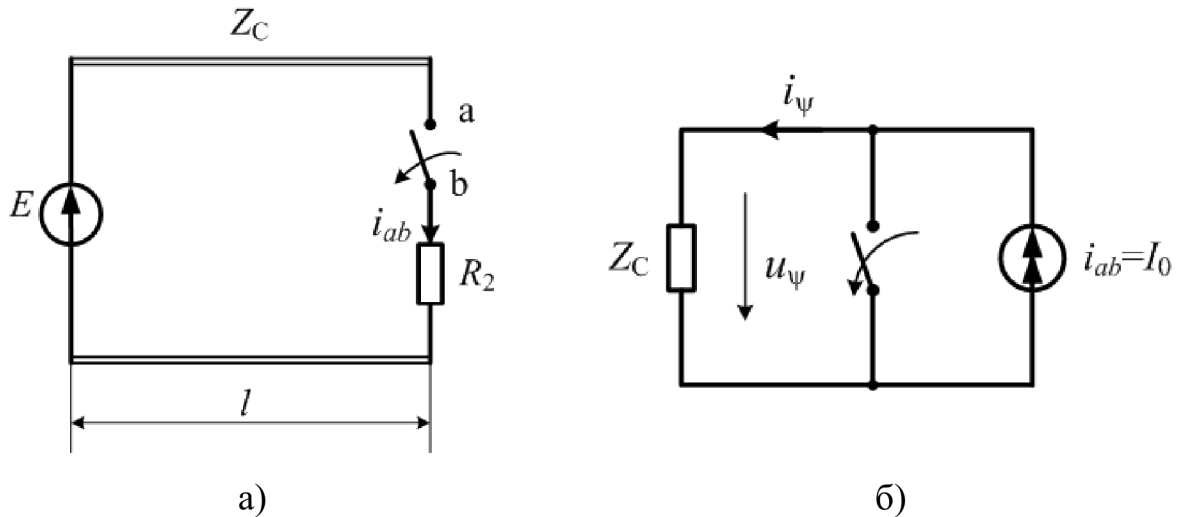 Z_C
a
b
E
i_ab
R_2
l
i_ψ
Z_C
u_ψ
i_ab=I_0
а)
б)